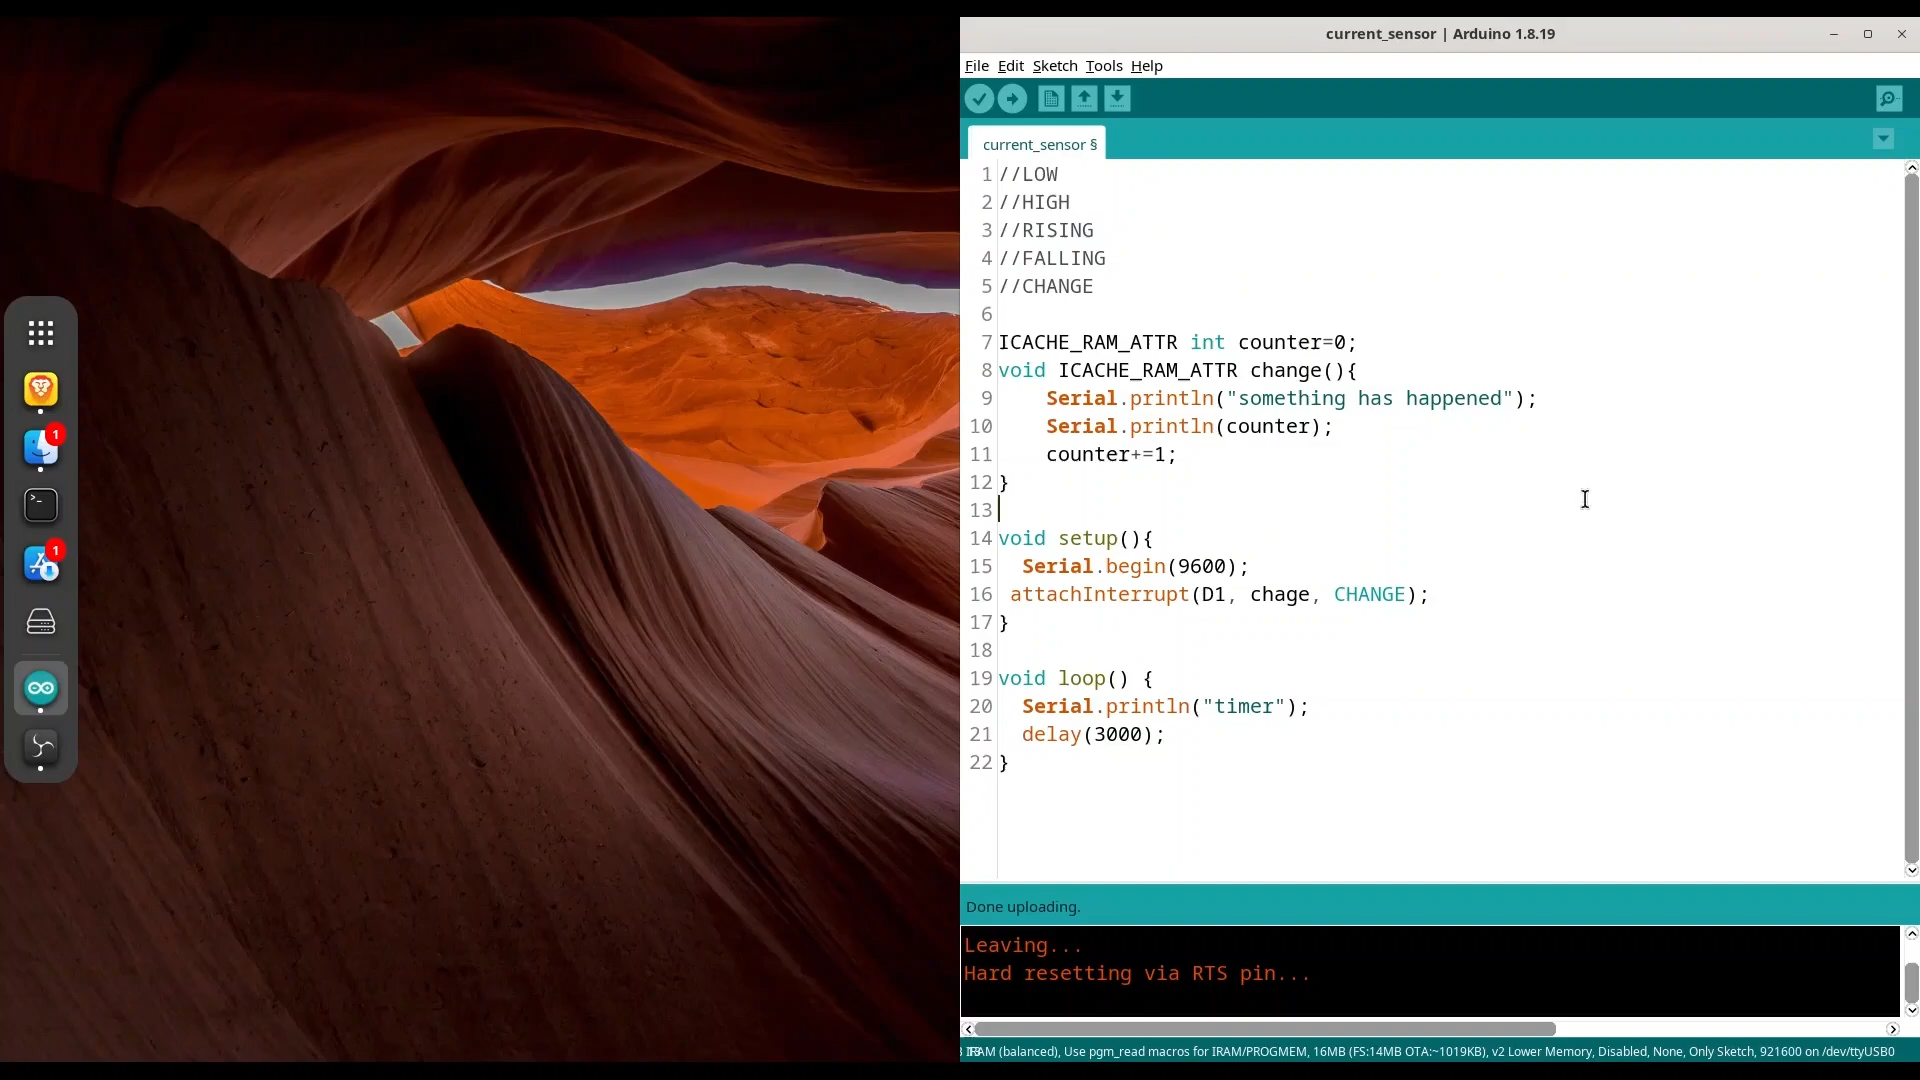 current_sensor | Arduino 1.8.19
File Edit Sketch Tools Help
current_sensor §
1 //LOW
2 //HIGH
3 //RISING
4 //FALLING
5 //CHANGE
6
7 ICACHE_RAM_ATTR int counter=0;
8 void ICACHE_RAM_ATTR change(){
9 Serial.println("something has happened");
10 Serial.println(counter);
11 counter+=1;
12 }
13
14 void setup(){
15 Serial.begin(9600);
16 attachInterrupt(D1, chage, CHANGE);
17 }
18
19 void loop() {
20 Serial.println("timer");
21 delay(3000);
22 }
1
1
Done uploading.
Leaving...
Hard resetting via RTS pin...
(balanced), Use pgm_read macros for IRAM/PROGMEM, 16MB (FS:14MB OTA:~1019KB), v2 Lower Memory, Disabled, None, Only Sketch, 921600 on /dev/ttyUSB0